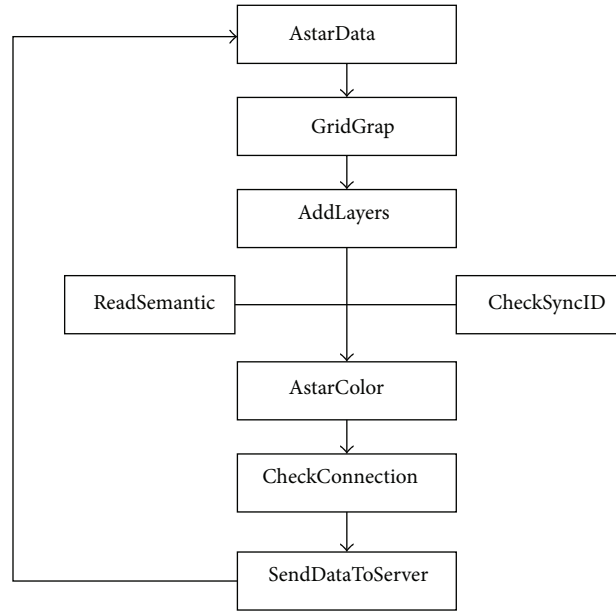 AstarData
GridGrap
AddLayers
ReadSemantic
CheckSyncID
AstarColor
CheckConnection
SendDataToServer